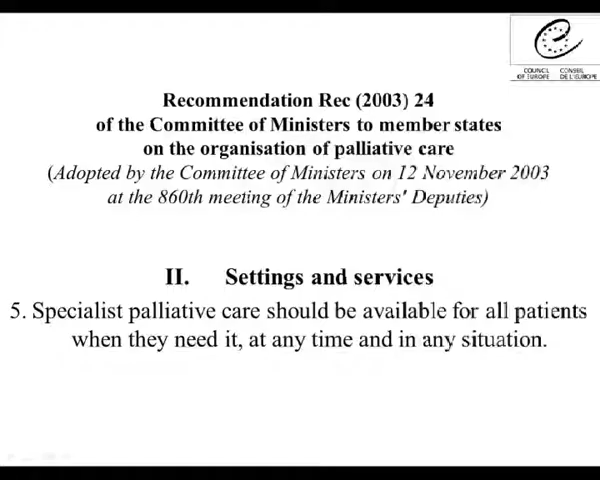 COUNCIL OF EUROPE
CONSEIL DE L'EUROPE
Recommendation Rec (2003) 24
of the Committee of Ministers to member states
on the organisation of palliative care
(Adopted by the Committee of Ministers on 12 November 2003
at the 860th meeting of the Ministers' Deputies)
II. Settings and services
5. Specialist palliative care should be available for all patients
when they need it, at any time and in any situation.